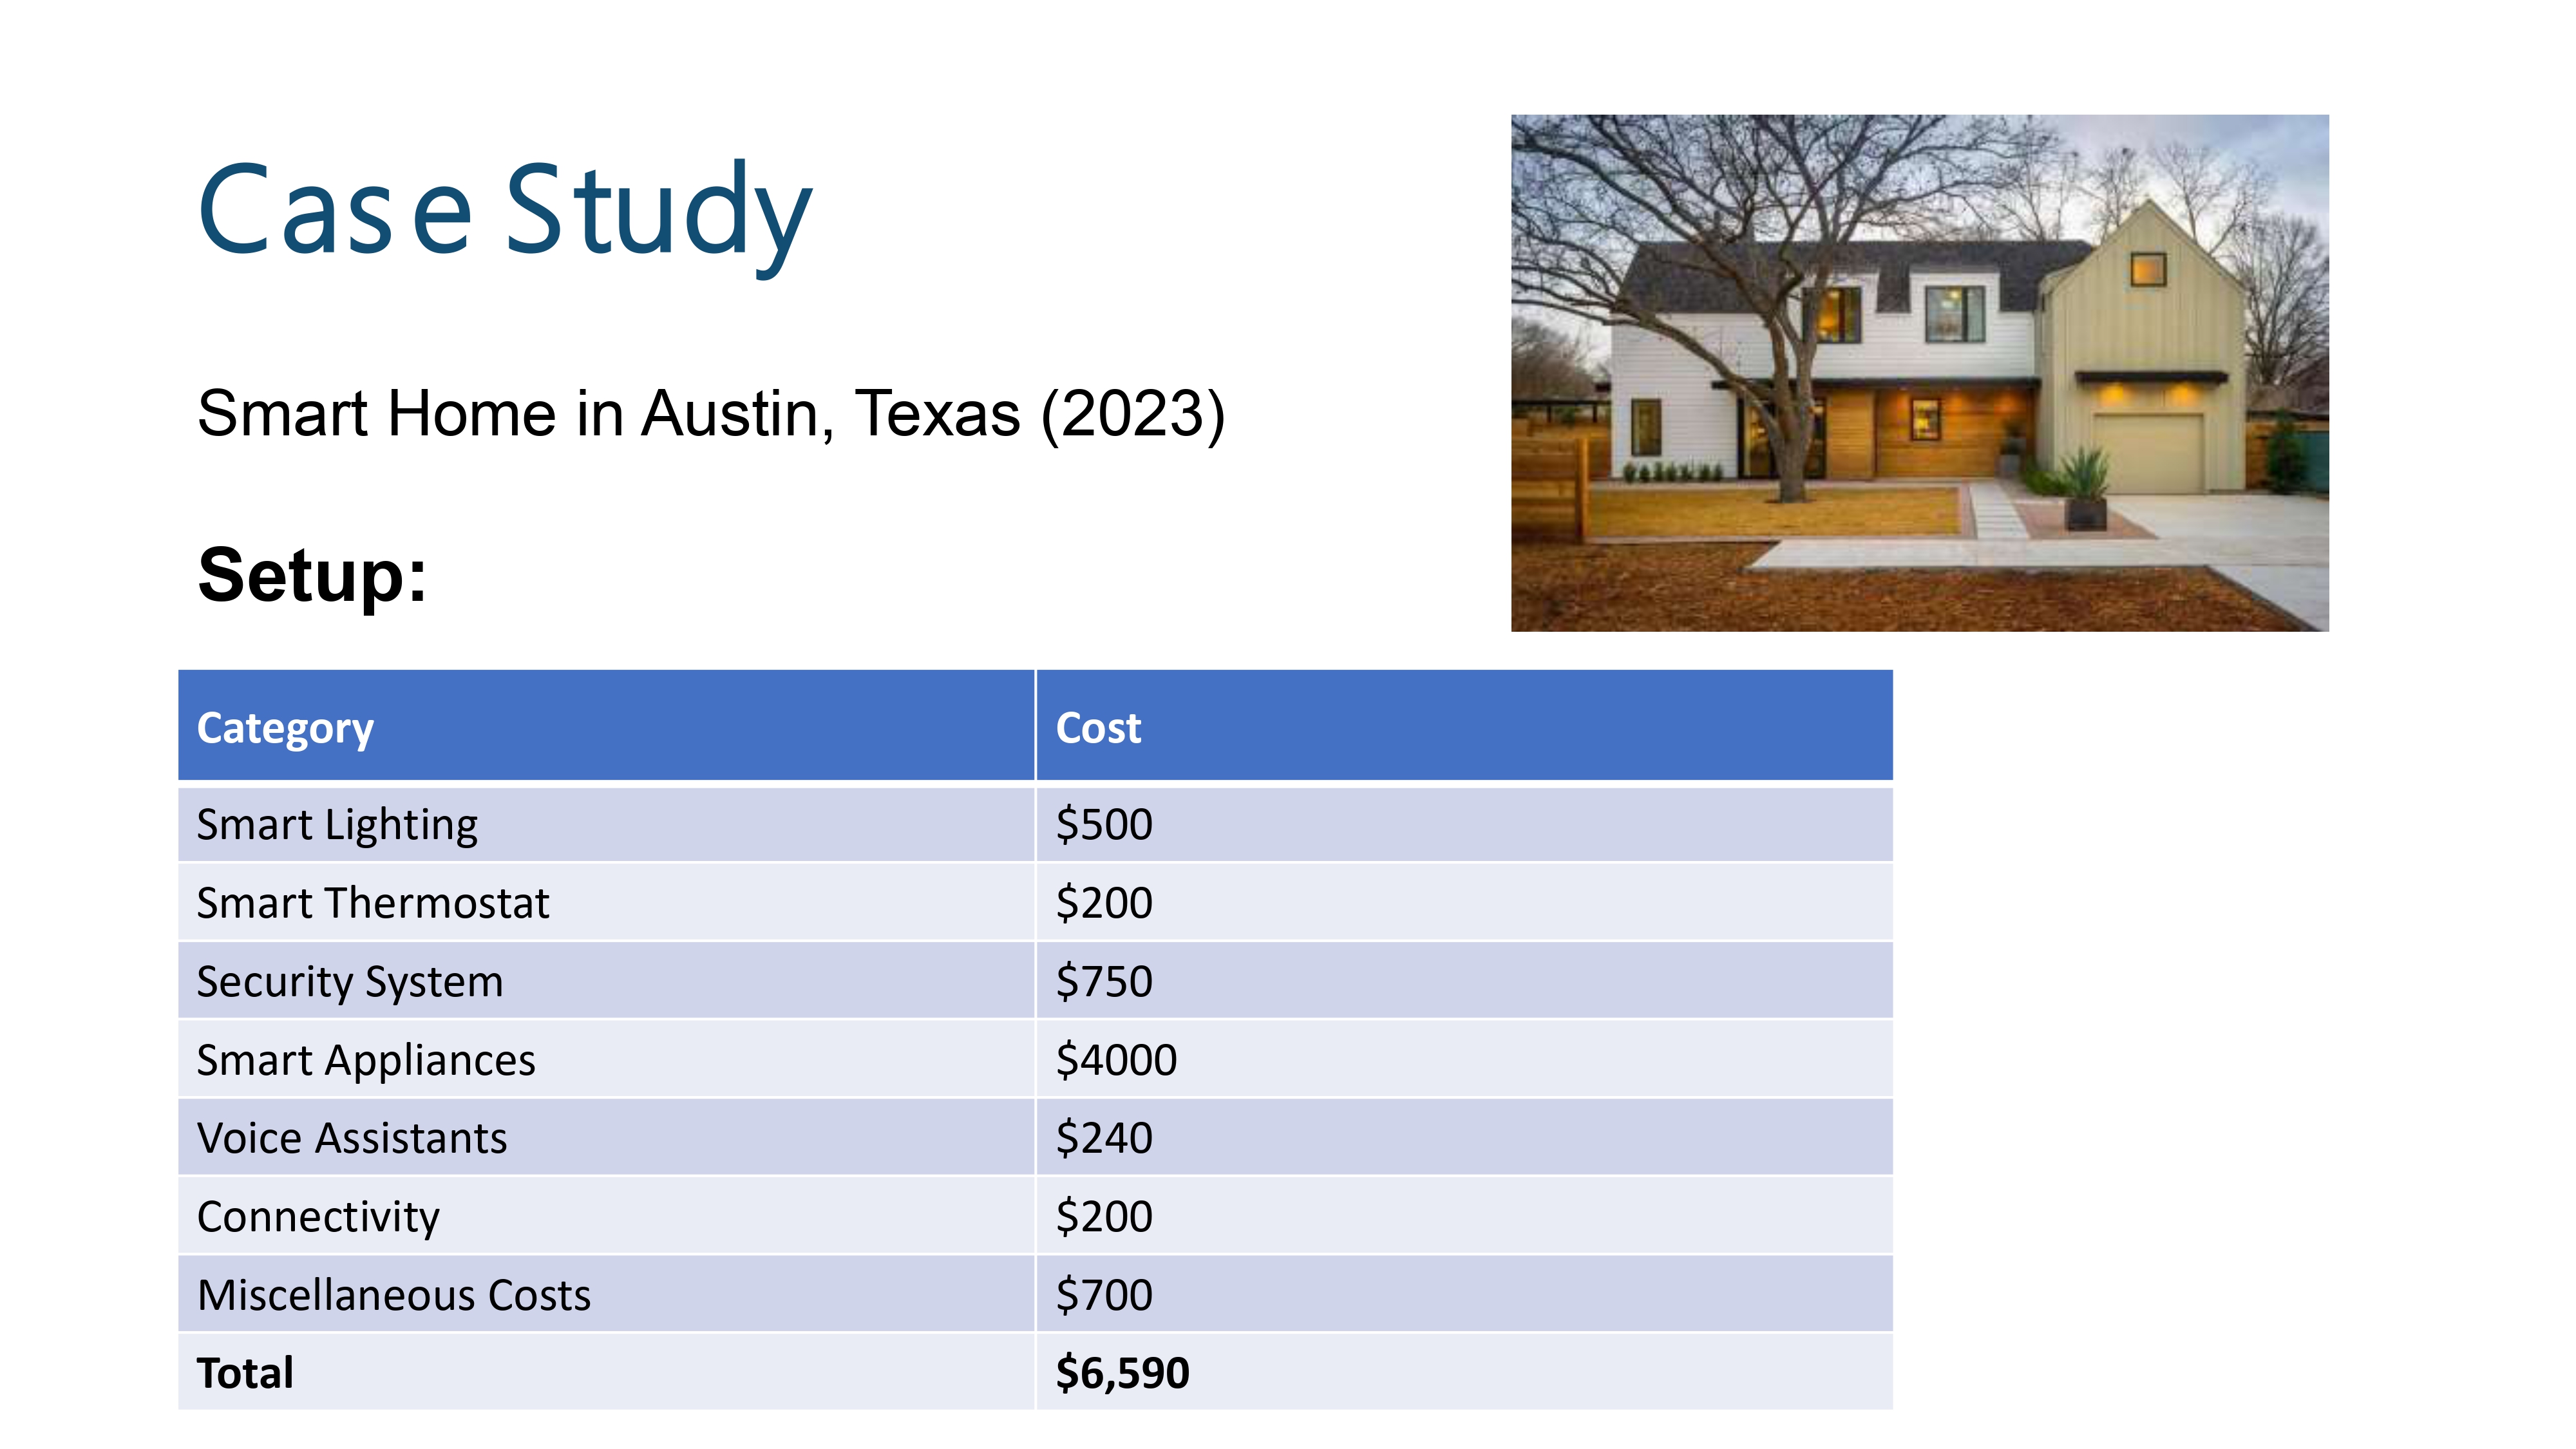 Case Study
Smart Home in Austin, Texas (2023)
Setup:
Category Cost
Smart Lighting $500
Smart Thermostat $200
Security System $750
Smart Appliances $4000
Voice Assistants $240
Connectivity $200
Miscellaneous Costs $700
Total $6,590